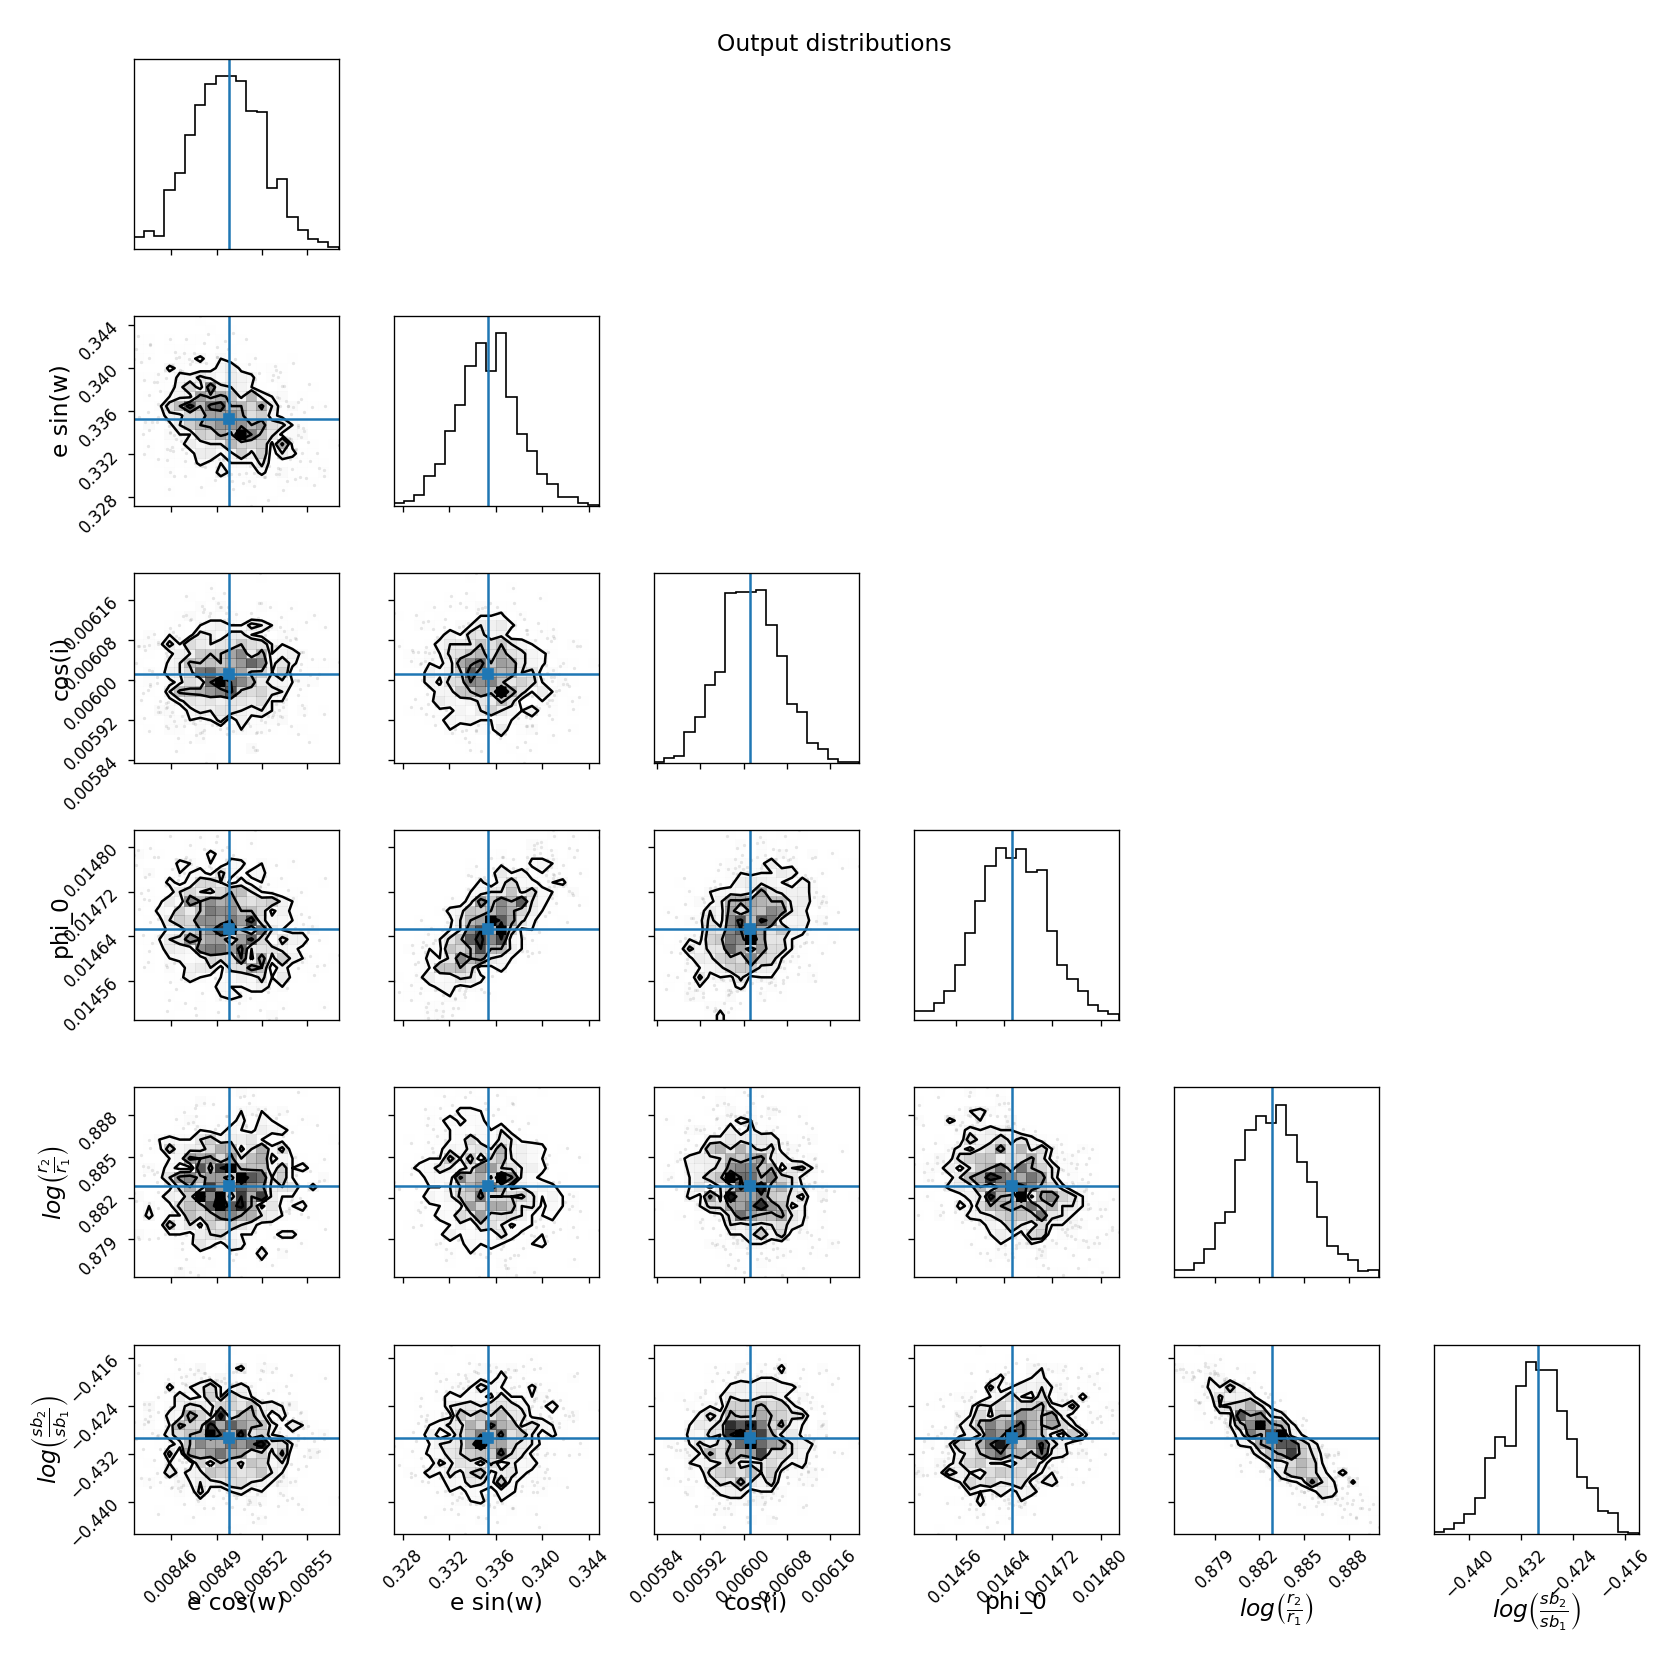 Output distributions
e sin(w)
0.344
0.340
0.336
0.332
0.328
cos(i)
0.00616
0.00608
0.00600
0.00592
0.00584
phi_0
0.01480
0.01472
0.01464
0.01456
log(r₂/r₁)
0.888
0.885
0.882
0.879
log(sb₂/sb₁)
−0.416
−0.424
−0.432
−0.440
0.00846 0.00849 0.00852 0.00855
0.328 0.332 0.336 0.340 0.344
0.00584 0.00592 0.00600 0.00608 0.00616
0.01456 0.01464 0.01472 0.01480
0.879 0.882 0.885 0.888
−0.440 −0.432 −0.424 −0.416
e cos(w)
e sin(w)
cos(i)
phi_0
log(r₂/r₁)
log(sb₂/sb₁)